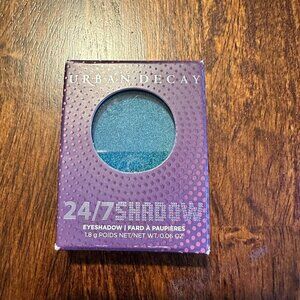 URBAN DECAY
24/7 SHADOW
EYESHADOW | FARD À PAUPIÈRES
1.8 g POIDS NET/NET WT/0.06 OZ